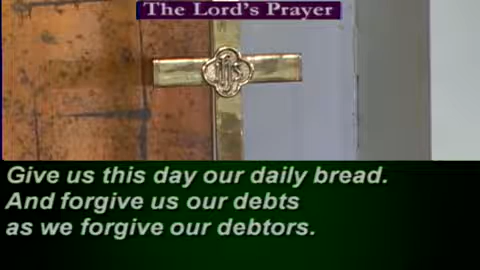 The Lord's Prayer
IHS
Give us this day our daily bread.
And forgive us our debts
as we forgive our debtors.